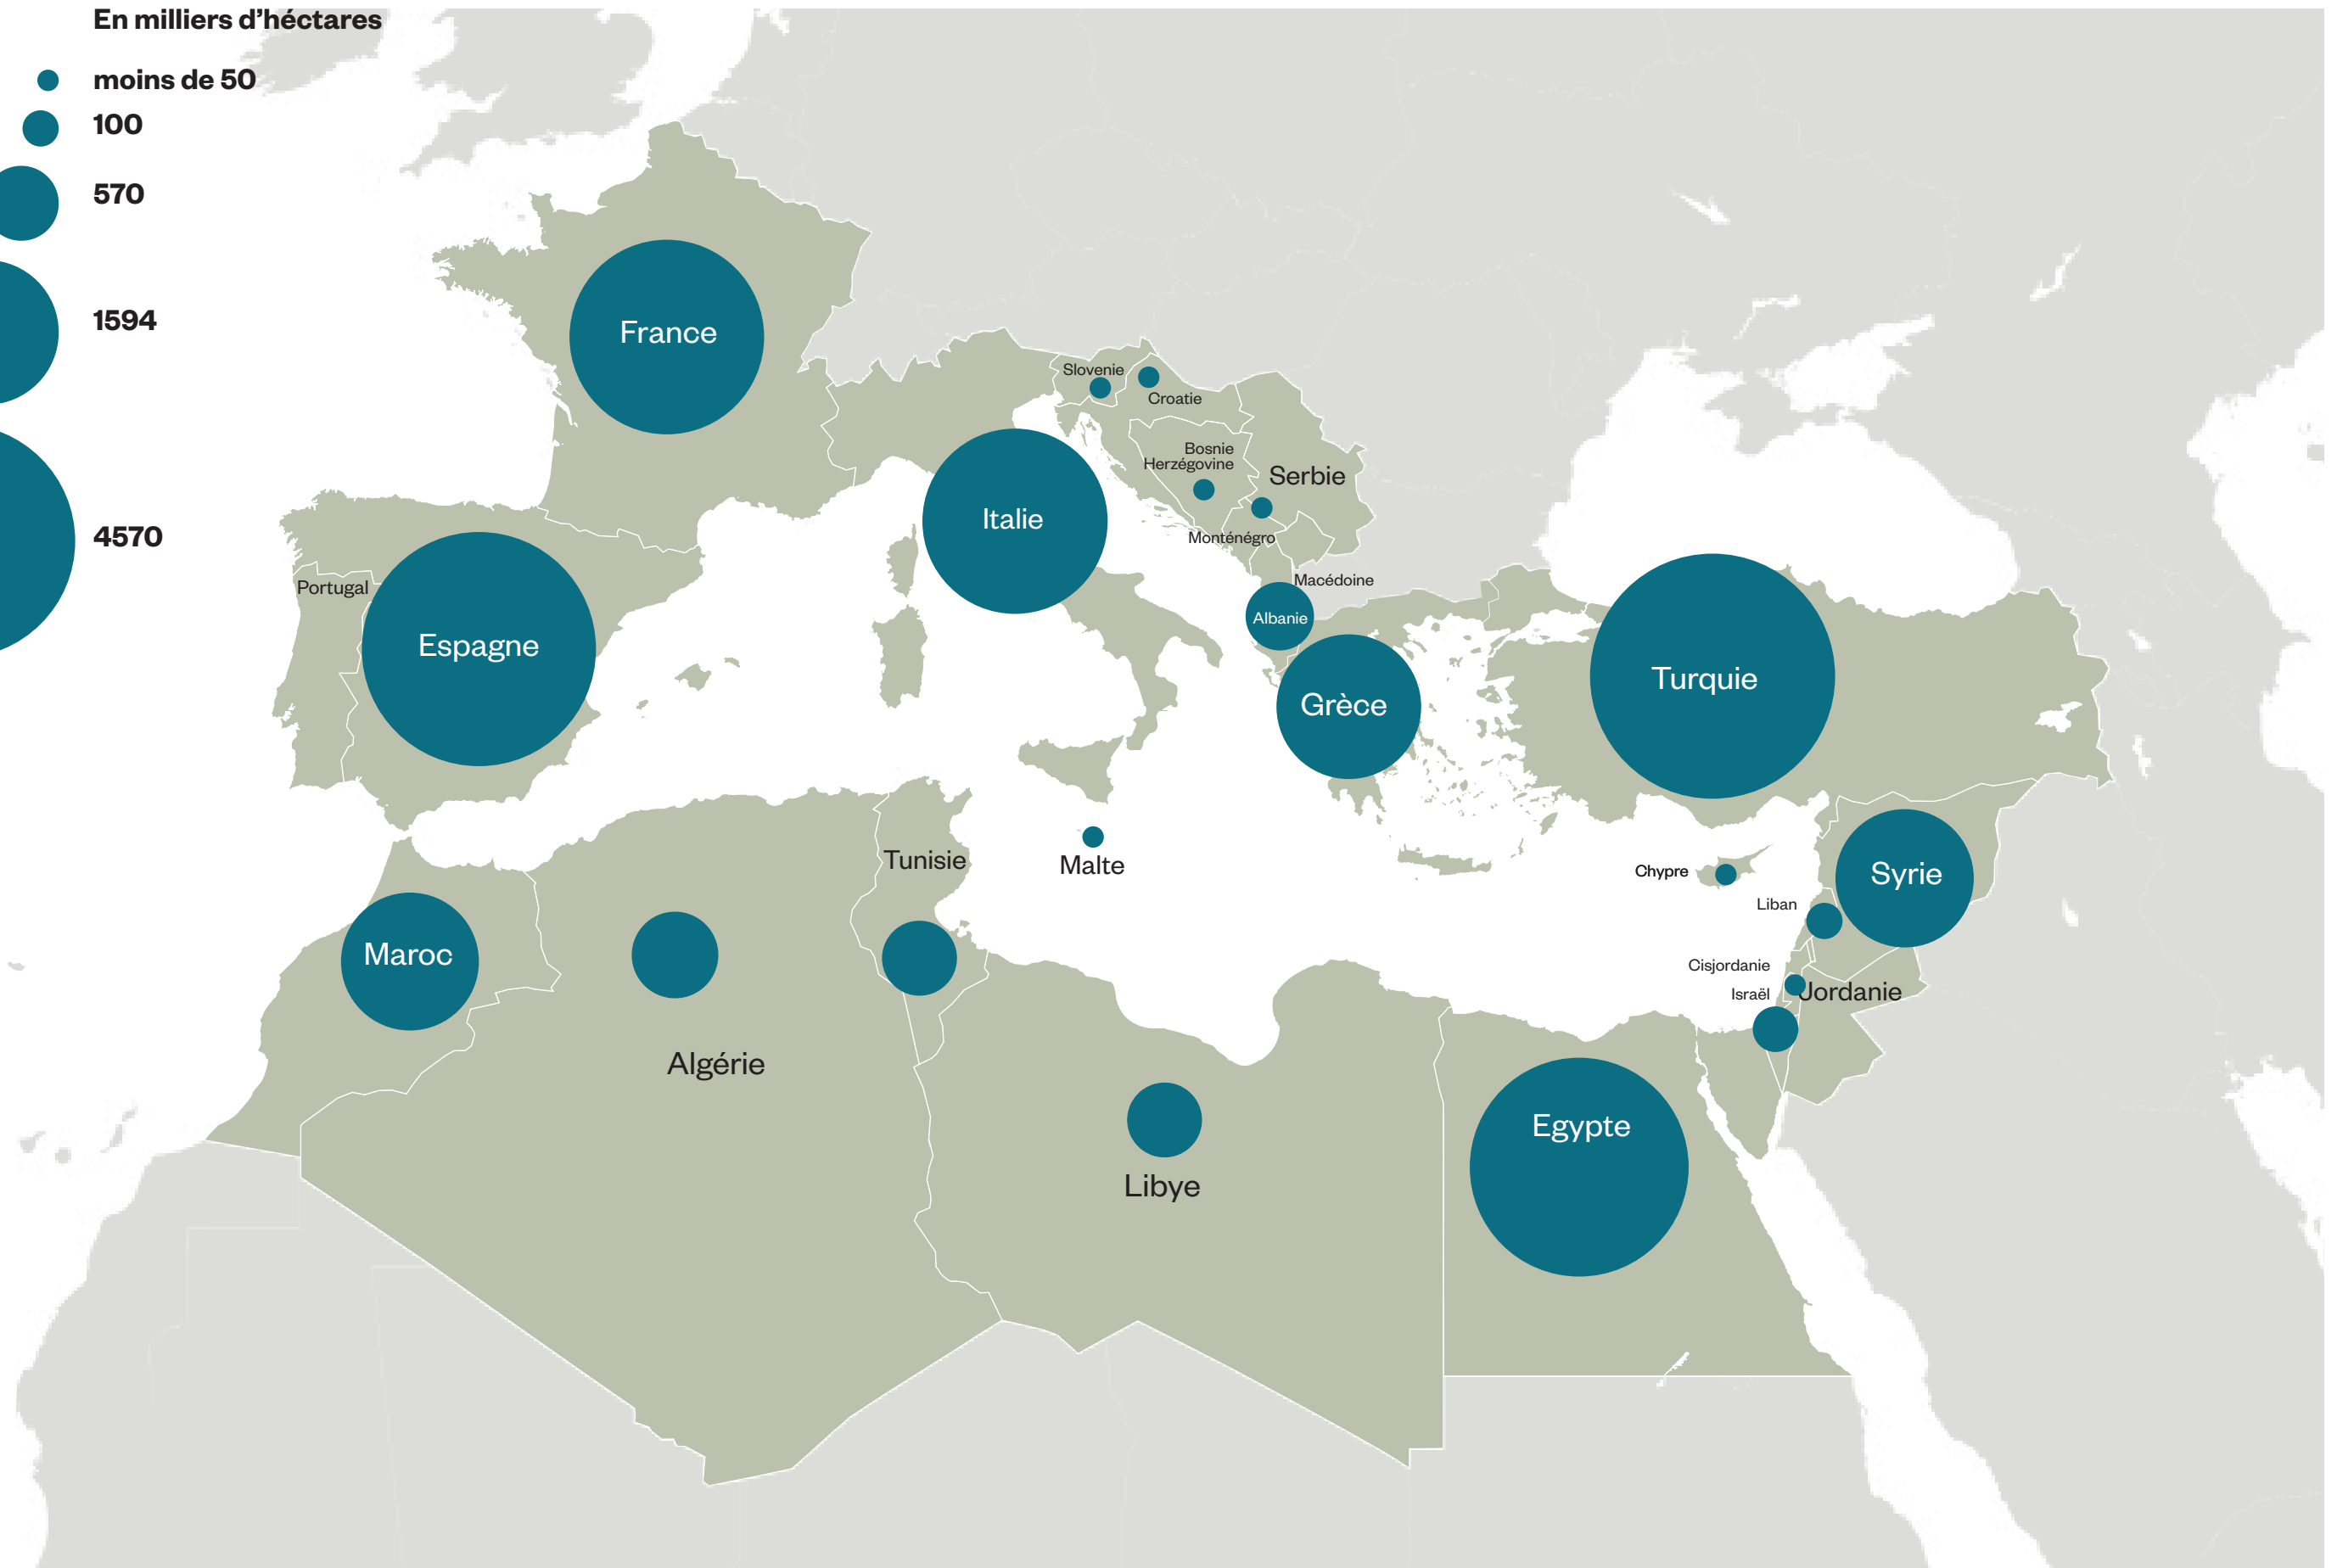 En milliers d’héctares
moins de 50
100
570
1594
4570
France
Slovenie
Croatie
Bosnie
Herzégovine
Serbie
Italie
Monténégro
Macédoine
Portugal
Albanie
Espagne
Turquie
Grèce
Tunisie
Malte
Chypre
Syrie
Liban
Maroc
Cisjordanie
Israël
Jordanie
Algérie
Egypte
Libye